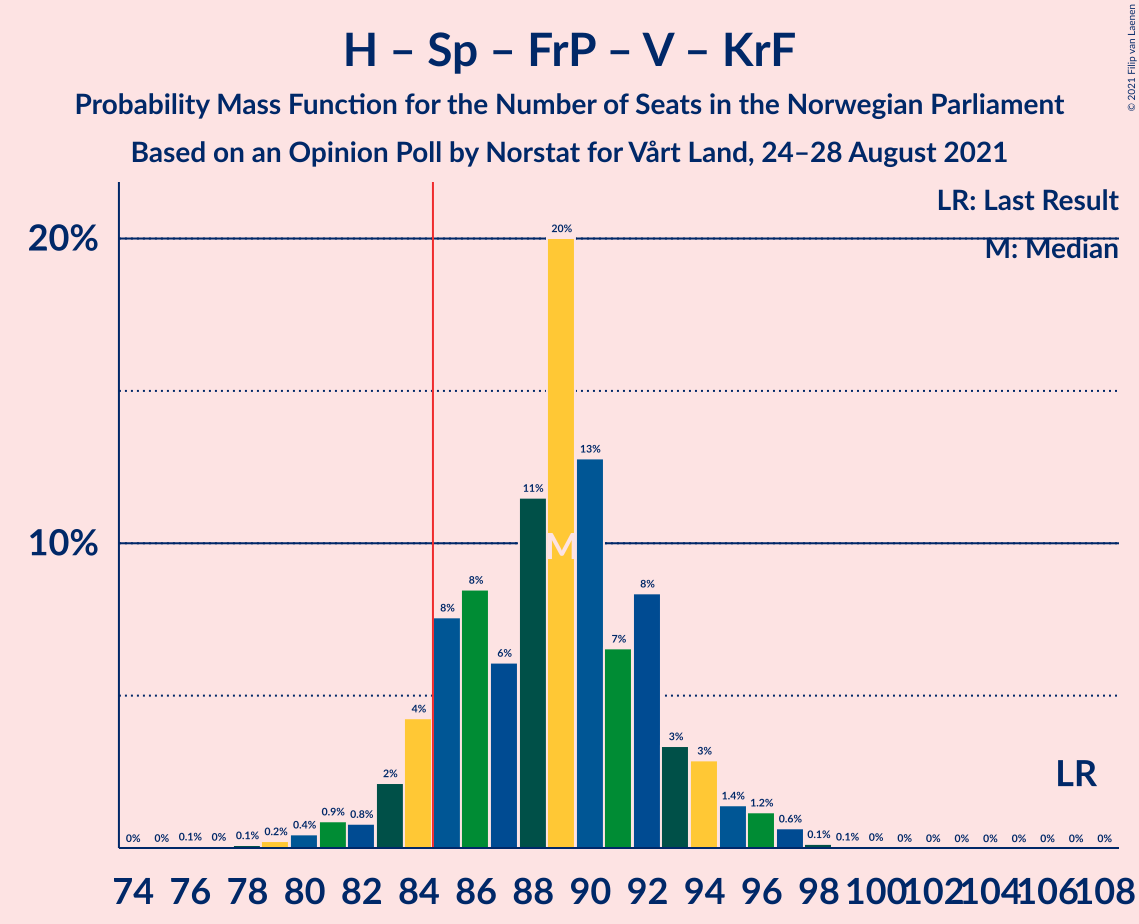 H – Sp – FrP – V – KrF
Probability Mass Function for the Number of Seats in the Norwegian Parliament
Based on an Opinion Poll by Norstat for Vårt Land, 24–28 August 2021
© 2021 Filip van Laenen
LR: Last Result
M: Median
20%
10%
0% 0% 0.1% 0% 0.1% 0.2% 0.4% 0.9% 0.8% 2% 4% 8% 8% 6% 11% 20% 13% 7% 8% 3% 3% 1.4% 1.2% 0.6% 0.1% 0.1% 0% 0% 0% 0% 0% 0% 0% 0% 0%
M
LR
74 76 78 80 82 84 86 88 90 92 94 96 98 100 102 104 106 108